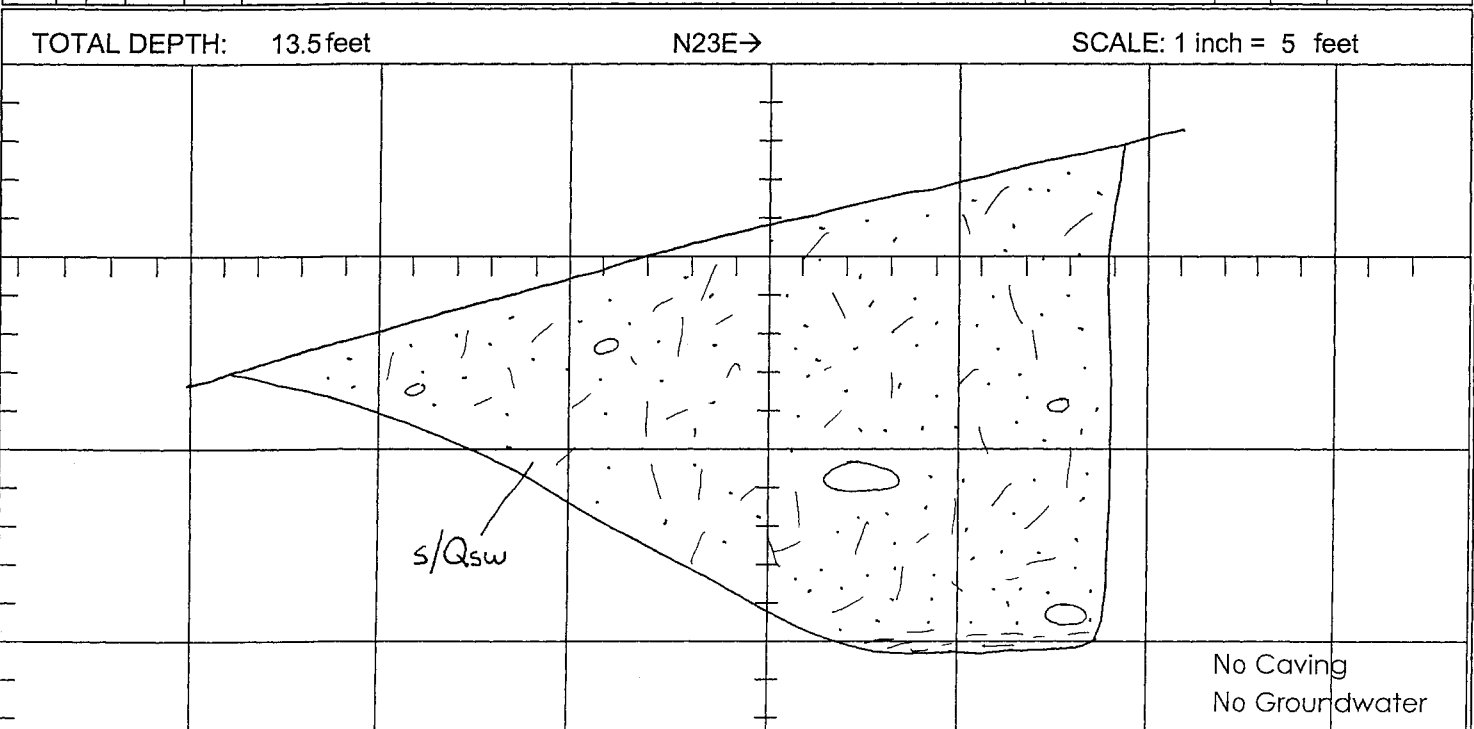 TOTAL DEPTH: 13.5 feet N23E→ SCALE: 1 inch = 5 feet
s/Qsw
No Caving
No Groundwater